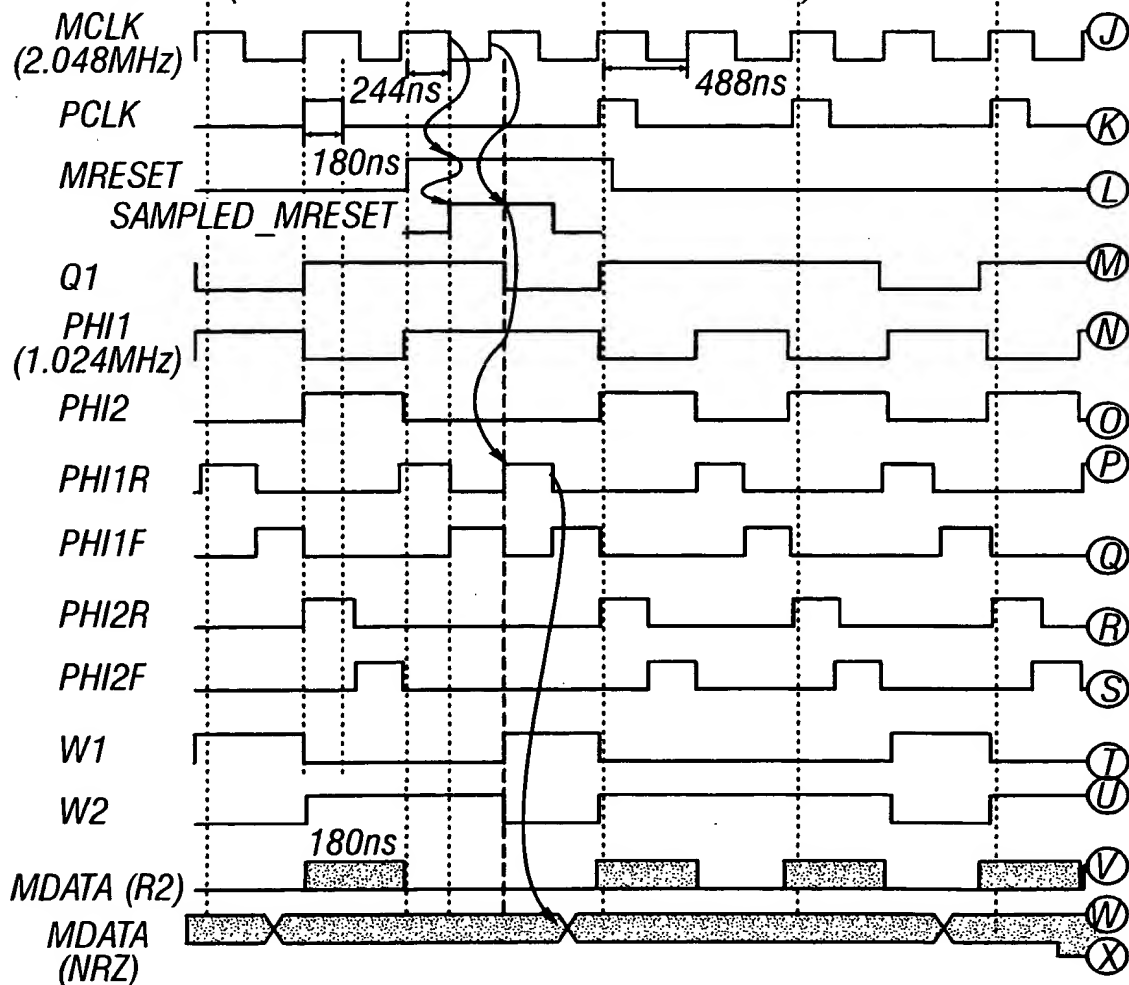 MCLK
(2.048MHz)
J
244ns
488ns
PCLK
K
180ns
MRESET
L
SAMPLED_MRESET
Q1
M
PHI1
(1.024MHz)
N
PHI2
O
PHI1R
P
PHI1F
Q
PHI2R
R
PHI2F
S
W1
T
W2
U
180ns
MDATA (R2)
V
MDATA
(NRZ)
W
X